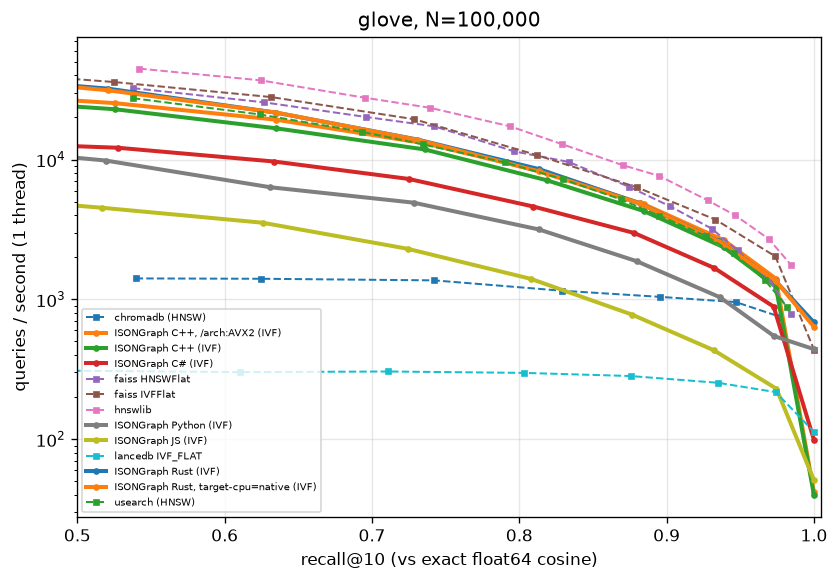 glove, N=100,000
queries / second (1 thread)
10⁴
10³
10²
chromadb (HNSW)
ISONGraph C++, /arch:AVX2 (IVF)
ISONGraph C++ (IVF)
ISONGraph C# (IVF)
faiss HNSWFlat
faiss IVFFlat
hnswlib
ISONGraph Python (IVF)
ISONGraph JS (IVF)
lancedb IVF_FLAT
ISONGraph Rust (IVF)
ISONGraph Rust, target-cpu=native (IVF)
usearch (HNSW)
0.5 0.6 0.7 0.8 0.9 1.0
recall@10 (vs exact float64 cosine)